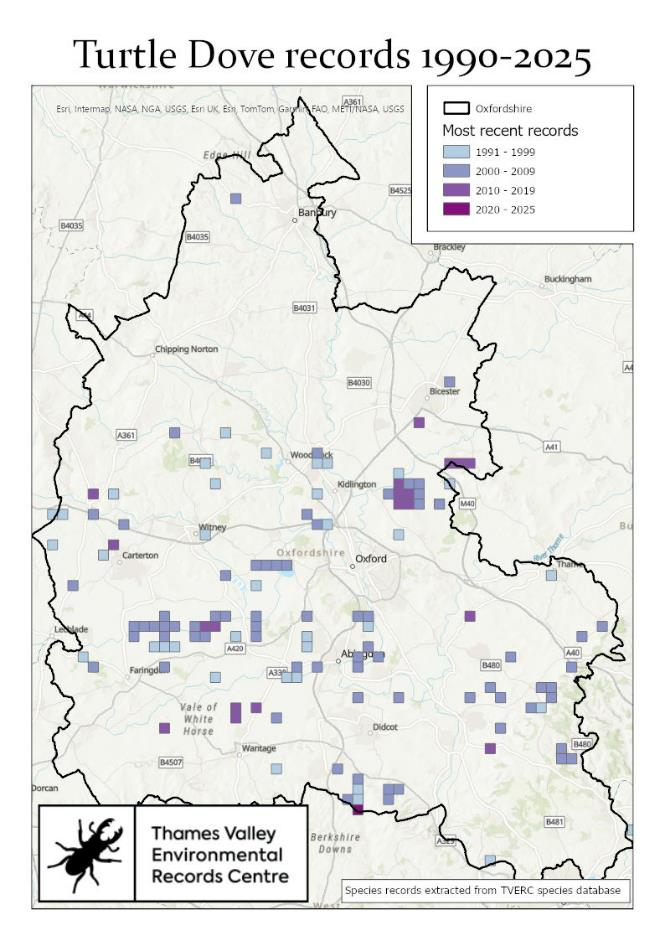 Turtle Dove records 1990-2025
Esri, Intermap, NASA, NGA, USGS, Esri UK, Esri, TomTom, Garmin, FAO, METI/NASA, USGS
A361
Oxfordshire
Most recent records
1991 - 1999
2000 - 2009
2010 - 2019
2020 - 2025
Edge Hill
B4525
Banbury
B4035
B4035
Brackley
Buckingham
B4031
Chipping Norton
B4030
Bicester
A361
A41
Kidlington
M40
Witney
Oxfordshire
Carterton
Oxford
River Thame
Thame
Lechlade
A420
Abingdon
A40
B480
Faringdon
Vale of
White
Horse
Didcot
Wantage
B480
B4507
B481
Berkshire
Downs
Thames Valley
Environmental
Records Centre
Species records extracted from TVERC species database